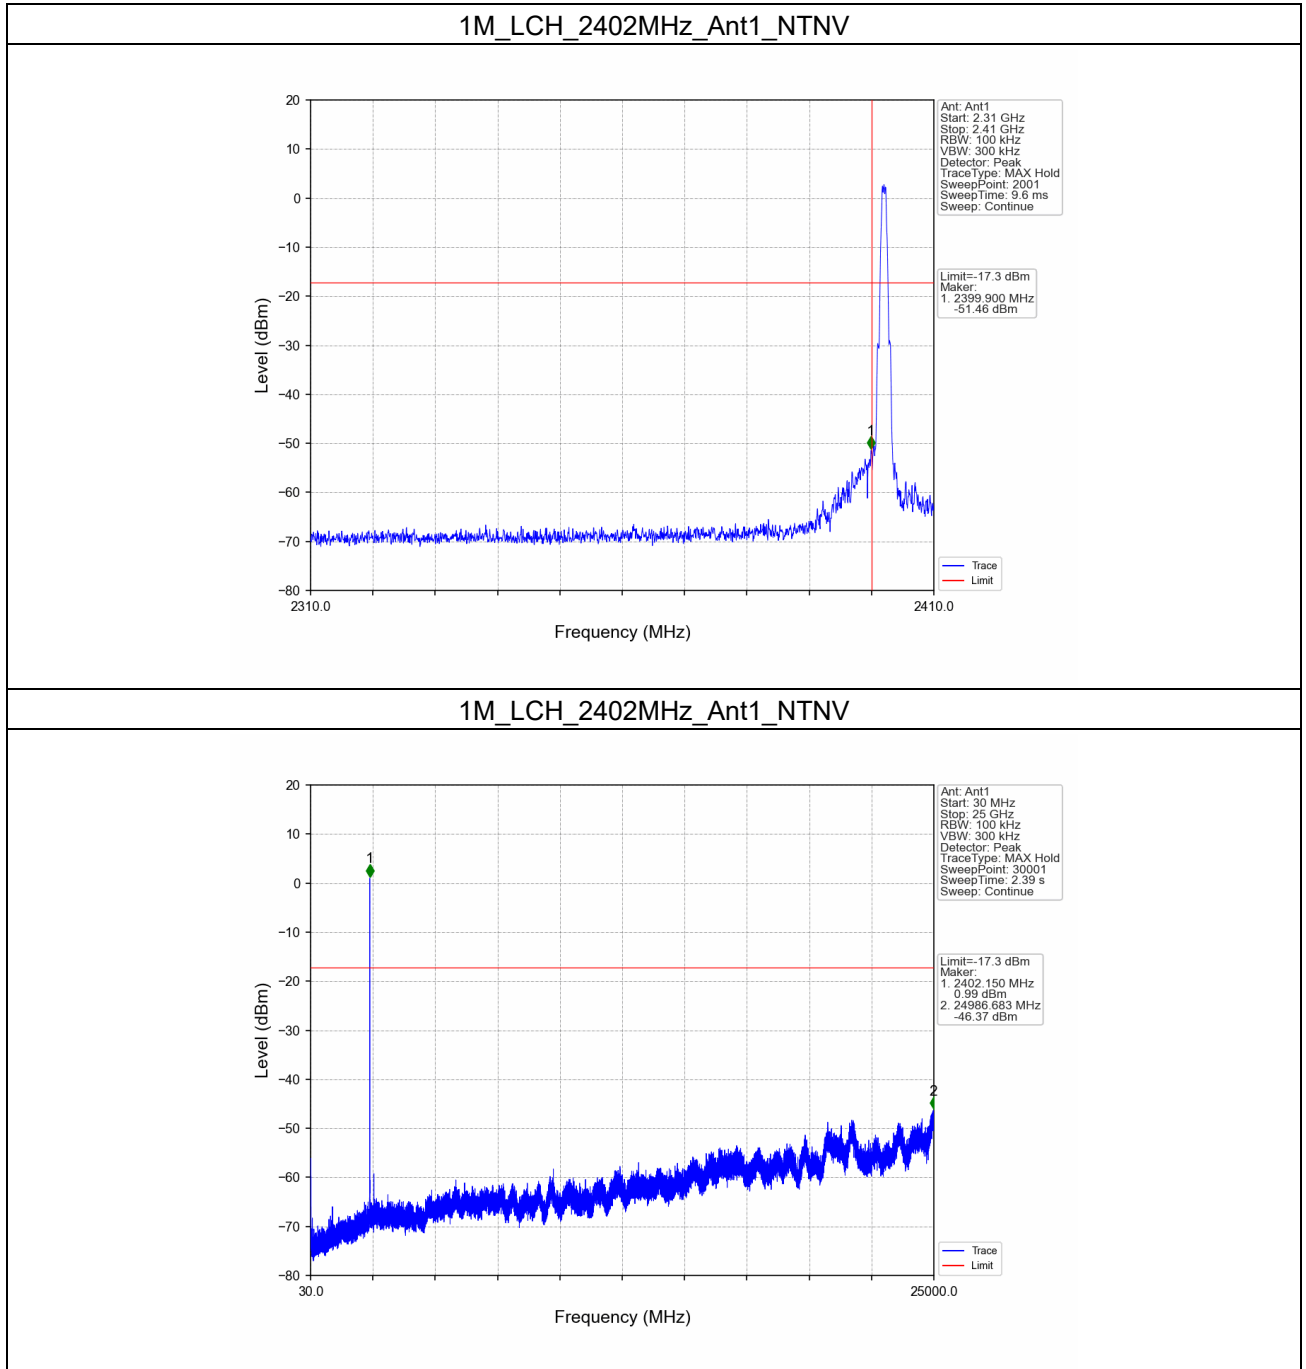 1M_LCH_2402MHz_Ant1_NTNV
20
10
0
−10
−20
−30
−40
−50
−60
−70
−80
Level (dBm)
1
2310.0
2410.0
Frequency (MHz)
Ant: Ant1
Start: 2.31 GHz
Stop: 2.41 GHz
RBW: 100 kHz
VBW: 300 kHz
Detector: Peak
TraceType: MAX Hold
SweepPoint: 2001
SweepTime: 9.6 ms
Sweep: Continue
Limit=-17.3 dBm
Maker:
1. 2399.900 MHz
-51.46 dBm
Trace
Limit
1M_LCH_2402MHz_Ant1_NTNV
20
10
0
−10
−20
−30
−40
−50
−60
−70
−80
Level (dBm)
1
2
30.0
25000.0
Frequency (MHz)
Ant: Ant1
Start: 30 MHz
Stop: 25 GHz
RBW: 100 kHz
VBW: 300 kHz
Detector: Peak
TraceType: MAX Hold
SweepPoint: 30001
SweepTime: 2.39 s
Sweep: Continue
Limit=-17.3 dBm
Maker:
1. 2402.150 MHz
0.99 dBm
2. 24986.683 MHz
-46.37 dBm
Trace
Limit